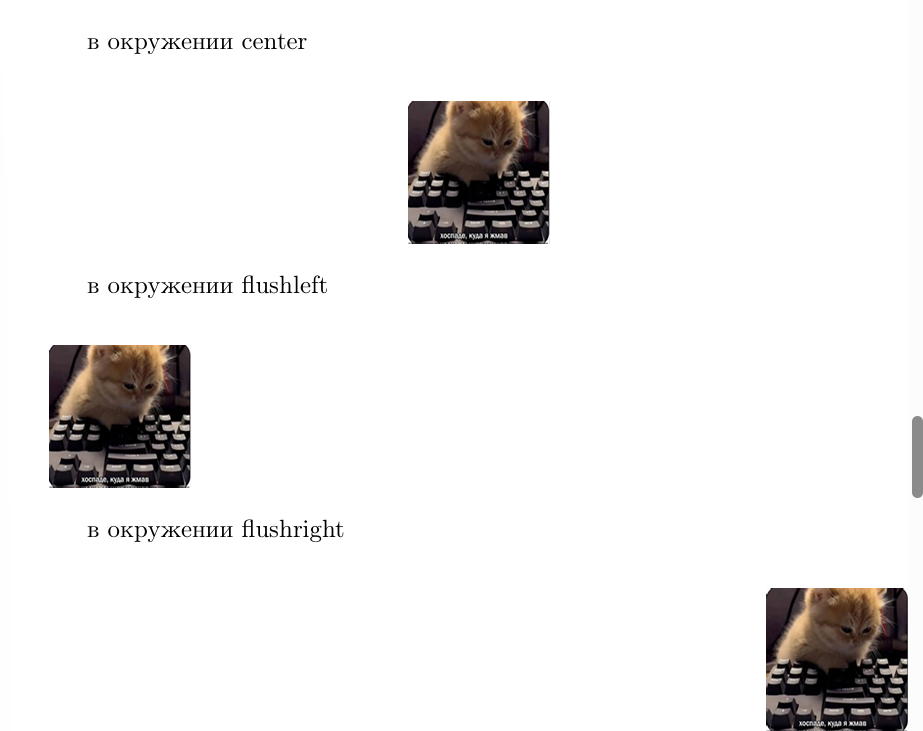 в окружении center
хоспаде, куда я жмав
в окружении flushleft
хоспаде, куда я жмав
в окружении flushright
хоспаде, куда я жмав